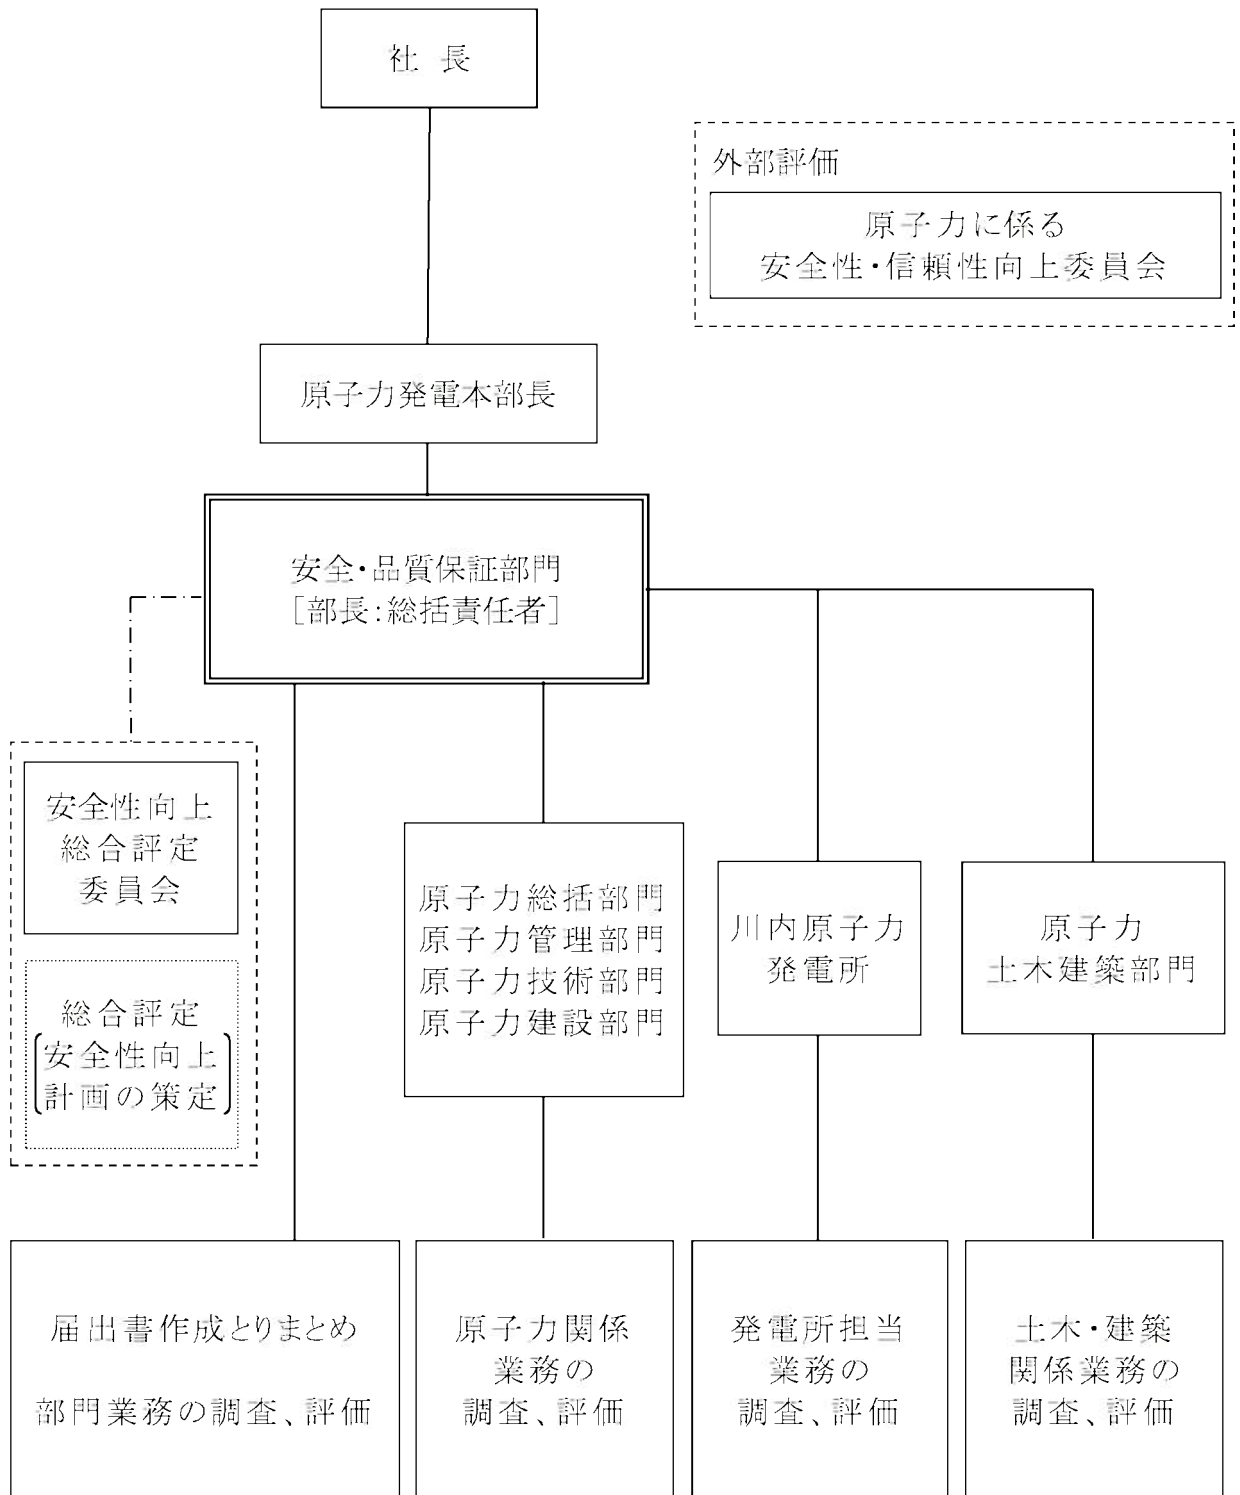 社 長
外部評価
原子力に係る
安全性・信頼性向上委員会
原子力発電本部長
安全・品質保証部門
[部長:総括責任者]
安全性向上
総合評定
委員会
総合評定
安全性向上
計画の策定
原子力総括部門
原子力管理部門
原子力技術部門
原子力建設部門
川内原子力
発電所
原子力
土木建築部門
届出書作成とりまとめ
部門業務の調査、評価
原子力関係
業務の
調査、評価
発電所担当
業務の
調査、評価
土木・建築
関係業務の
調査、評価